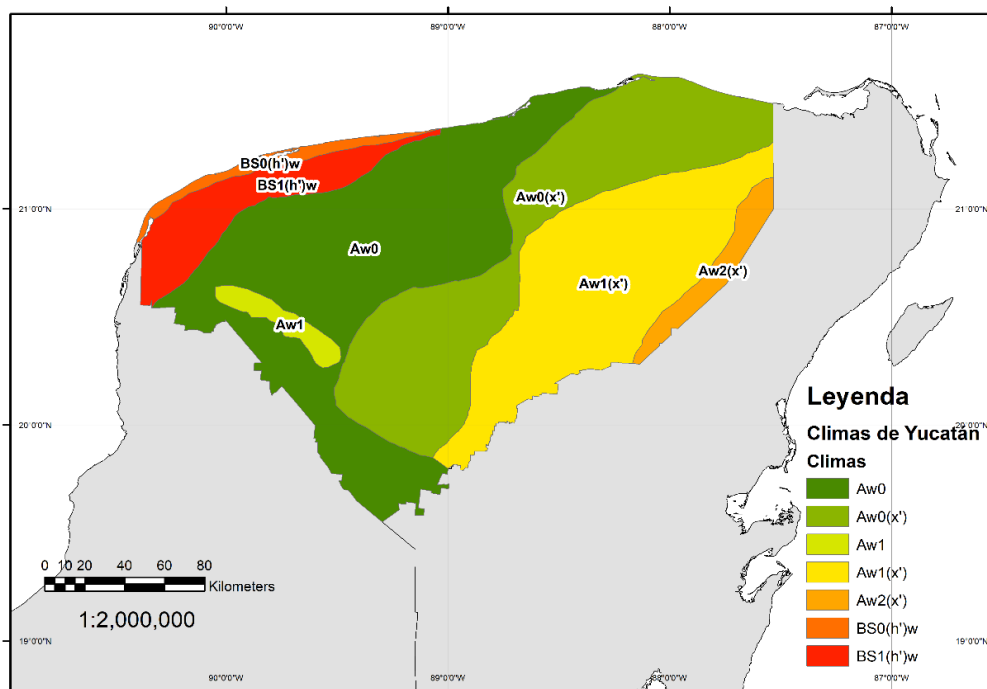 90°0'0"W 89°0'0"W 88°0'0"W 87°0'0"W
BS0(h')w
BS1(h')w
21°0'0"N 21°0'0"N
Aw0(x')
Aw0
Aw2(x')
Aw1(x')
Aw1
20°0'0"N 20°0'0"N
Leyenda
Climas de Yucatán
Climas
Aw0
Aw0(x')
Aw1
Aw1(x')
Aw2(x')
BS0(h')w
BS1(h')w
0 10 20 40 60 80
Kilometers
1:2,000,000
19°0'0"N 19°0'0"N
90°0'0"W 89°0'0"W 88°0'0"W 87°0'0"W